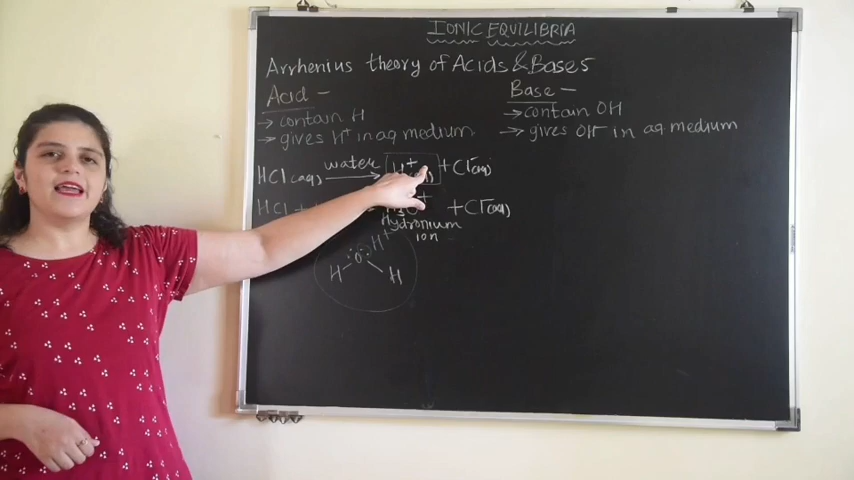 IONIC EQUILIBRIA
Arrhenius theory of Acids & Bases
Acid -
→ contain H
→ gives H⁺ in aq medium
Base -
→ contain OH
→ gives OH⁻ in aq. medium
HCl (aq) water → H⁺ + Cl⁻(aq)
HCl + H₃O⁺ + Cl⁻(aq)
Hydronium
ion
H⁺
:O:
H H